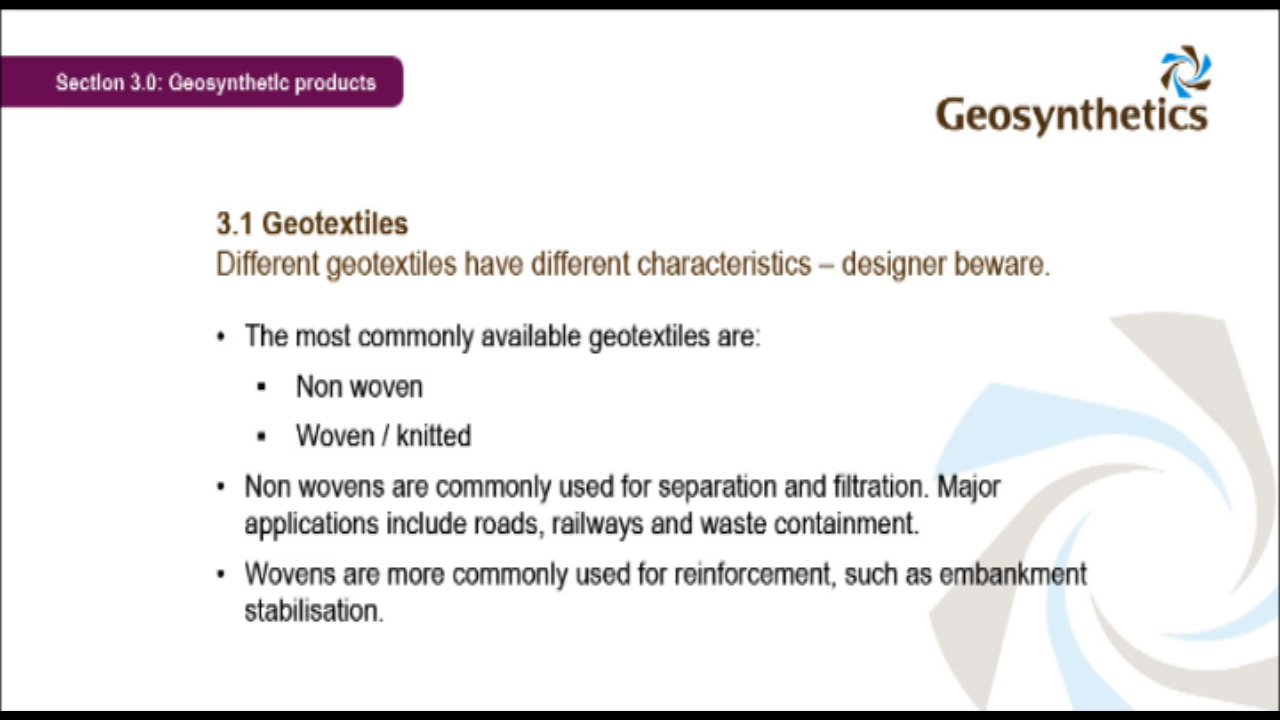 Section 3.0: Geosynthetic products
Geosynthetics
3.1 Geotextiles
Different geotextiles have different characteristics – designer beware.
• The most commonly available geotextiles are:
▪ Non woven
▪ Woven / knitted
• Non wovens are commonly used for separation and filtration. Major
applications include roads, railways and waste containment.
• Wovens are more commonly used for reinforcement, such as embankment
stabilisation.